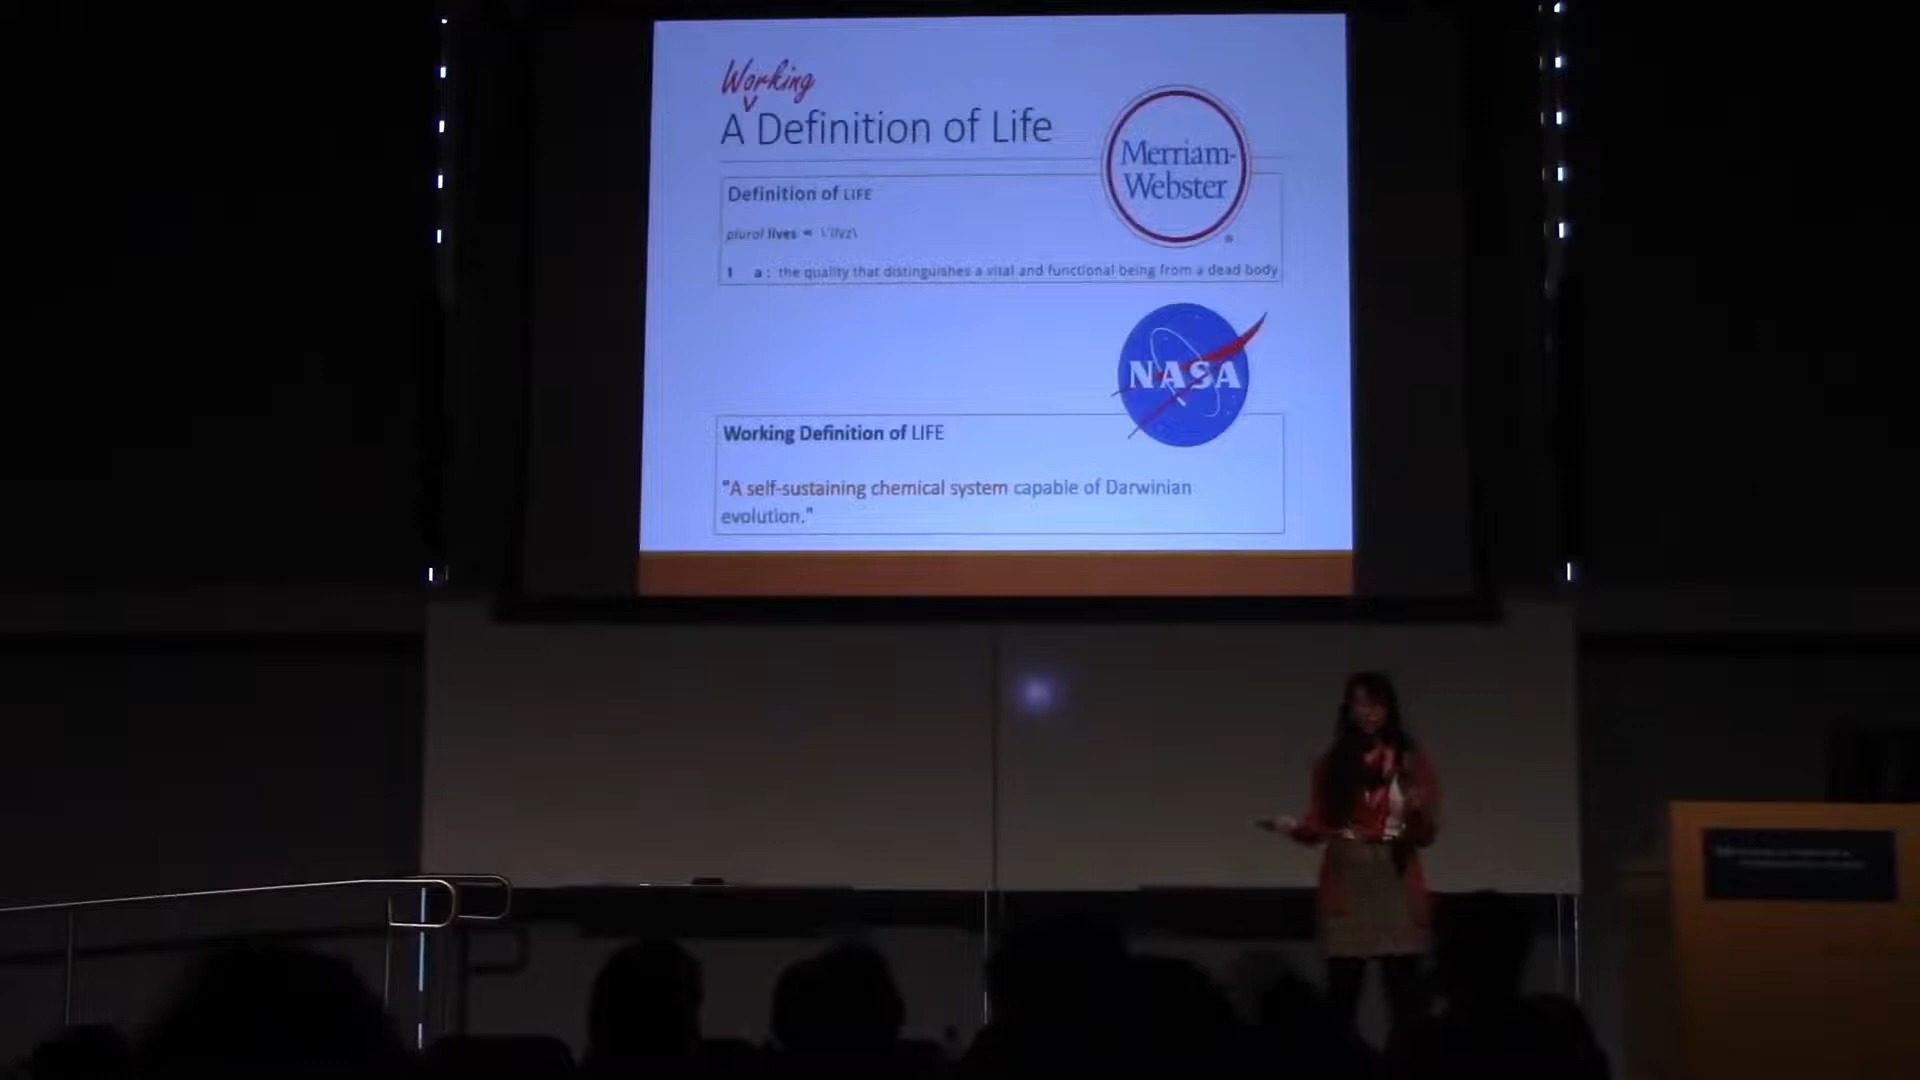 Working
A Definition of Life
Merriam-
Webster
Definition of LIFE
plural lives
1 a : the quality that distinguishes a vital and functional being from a dead body
NASA
Working Definition of LIFE
"A self-sustaining chemical system capable of Darwinian
evolution."